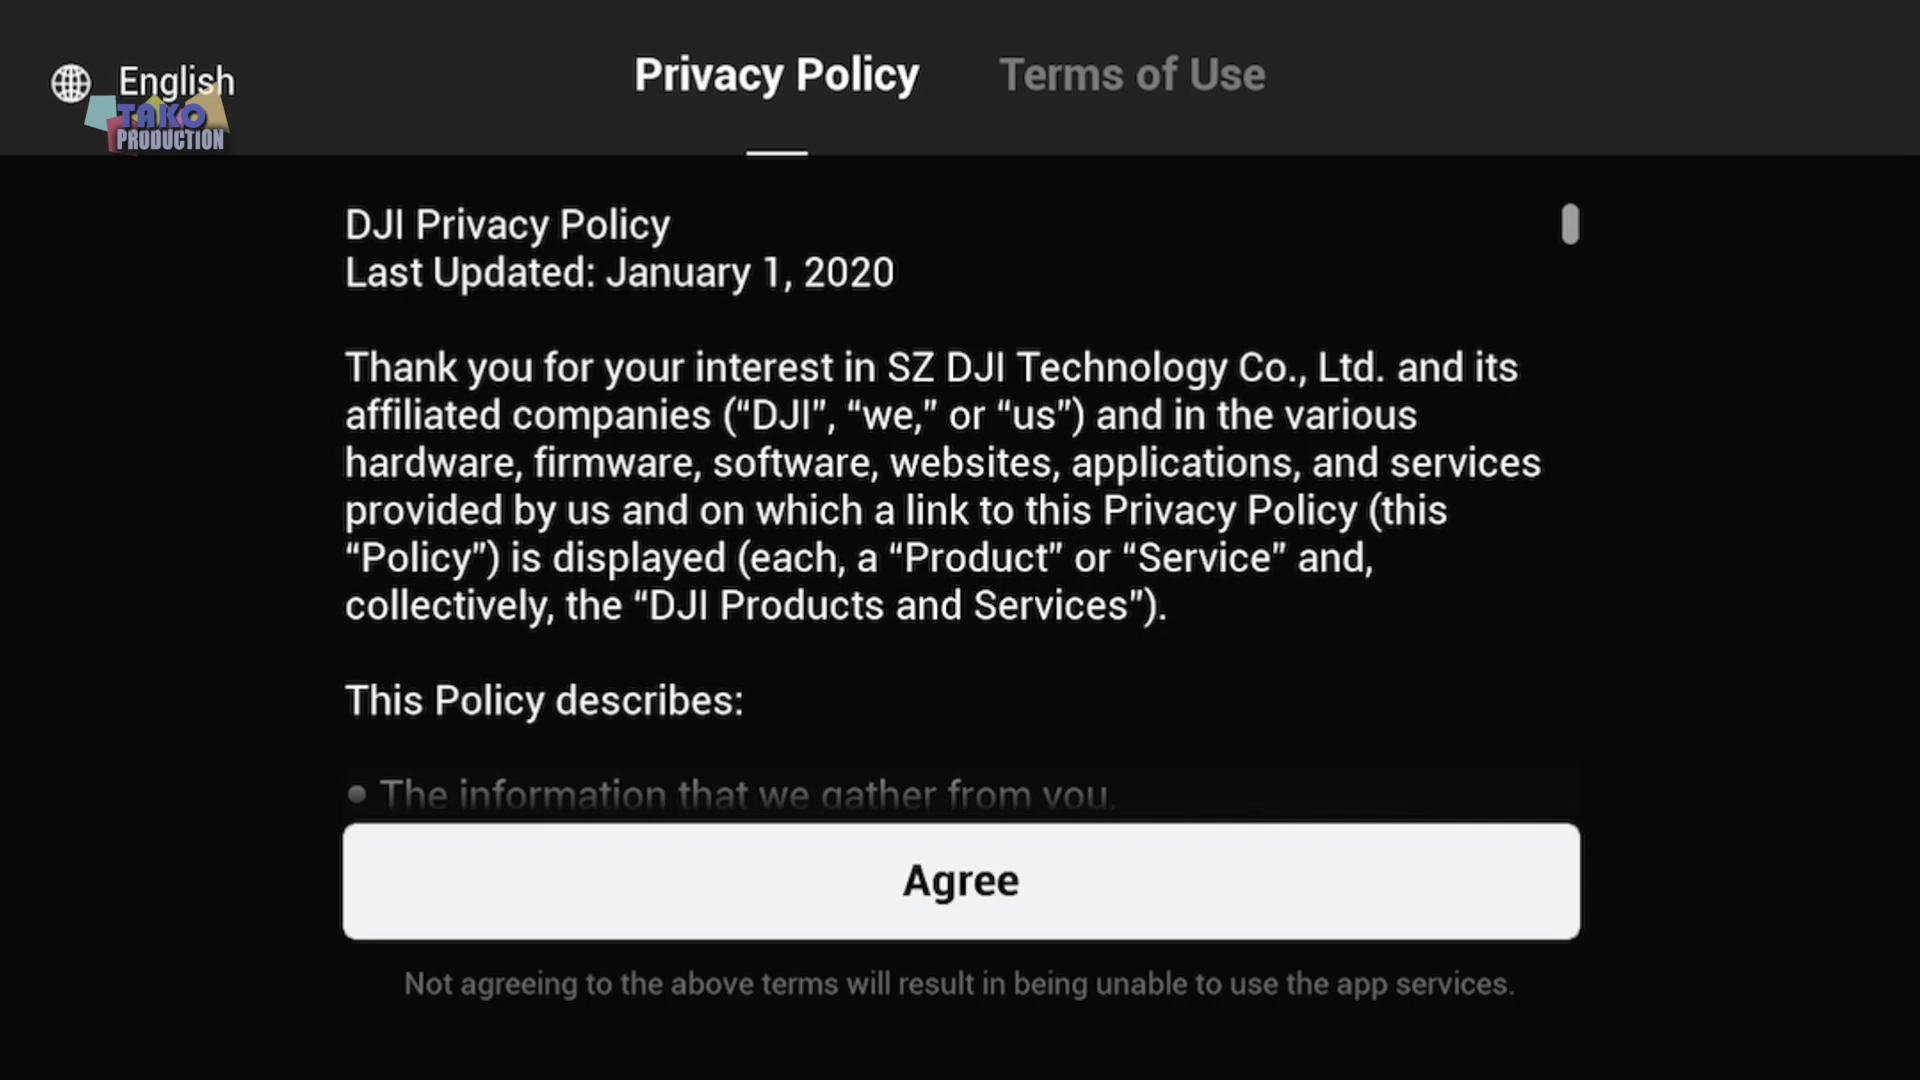 English
TAKO
PRODUCTION
Privacy Policy
Terms of Use
DJI Privacy Policy
Last Updated: January 1, 2020
Thank you for your interest in SZ DJI Technology Co., Ltd. and its
affiliated companies (“DJI”, “we,” or “us”) and in the various
hardware, firmware, software, websites, applications, and services
provided by us and on which a link to this Privacy Policy (this
“Policy”) is displayed (each, a “Product” or “Service” and,
collectively, the “DJI Products and Services”).
This Policy describes:
• The information that we gather from you.
Agree
Not agreeing to the above terms will result in being unable to use the app services.